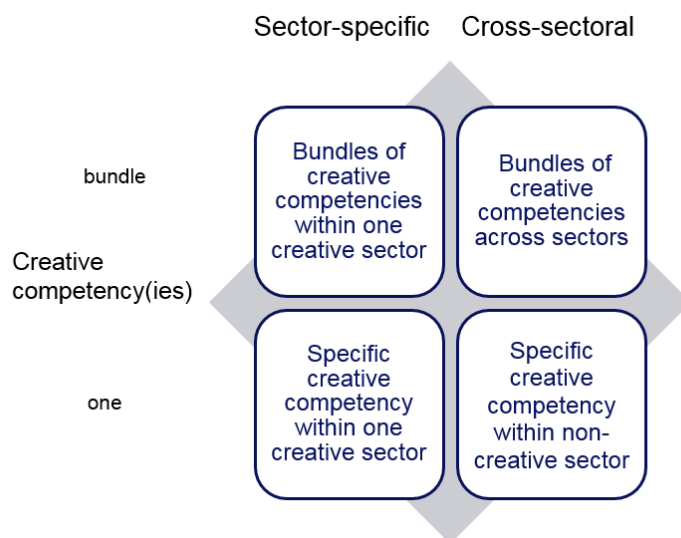 Sector-specific
Cross-sectoral
bundle
Bundles of
creative
competencies
within one
creative sector
Bundles of
creative
competencies
across sectors
Creative
competency(ies)
one
Specific
creative
competency
within one
creative sector
Specific
creative
competency
within non-
creative sector